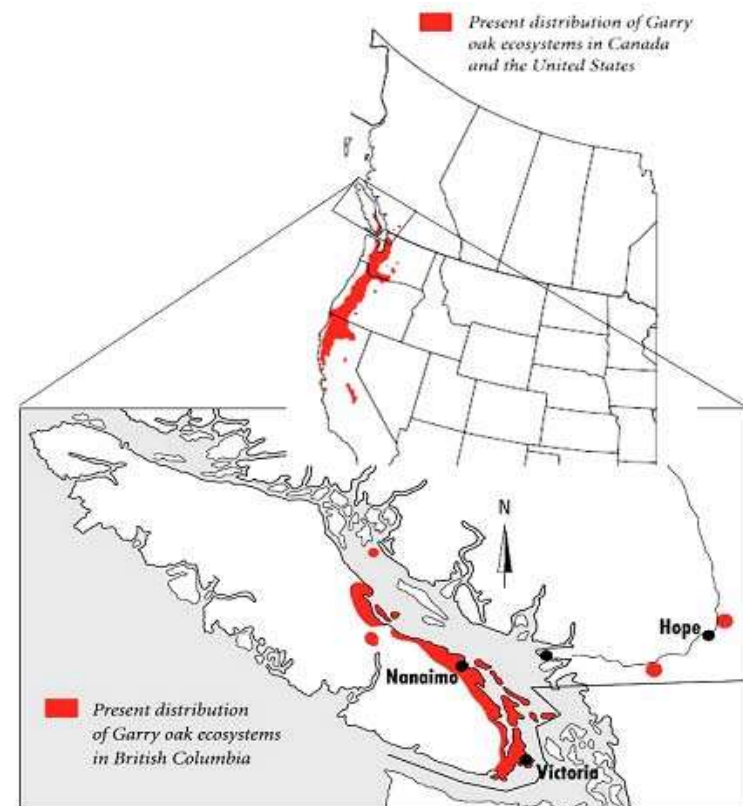 Present distribution of Garry
oak ecosystems in Canada
and the United States
N
Hope
Nanaimo
Present distribution
of Garry oak ecosystems
in British Columbia
Victoria